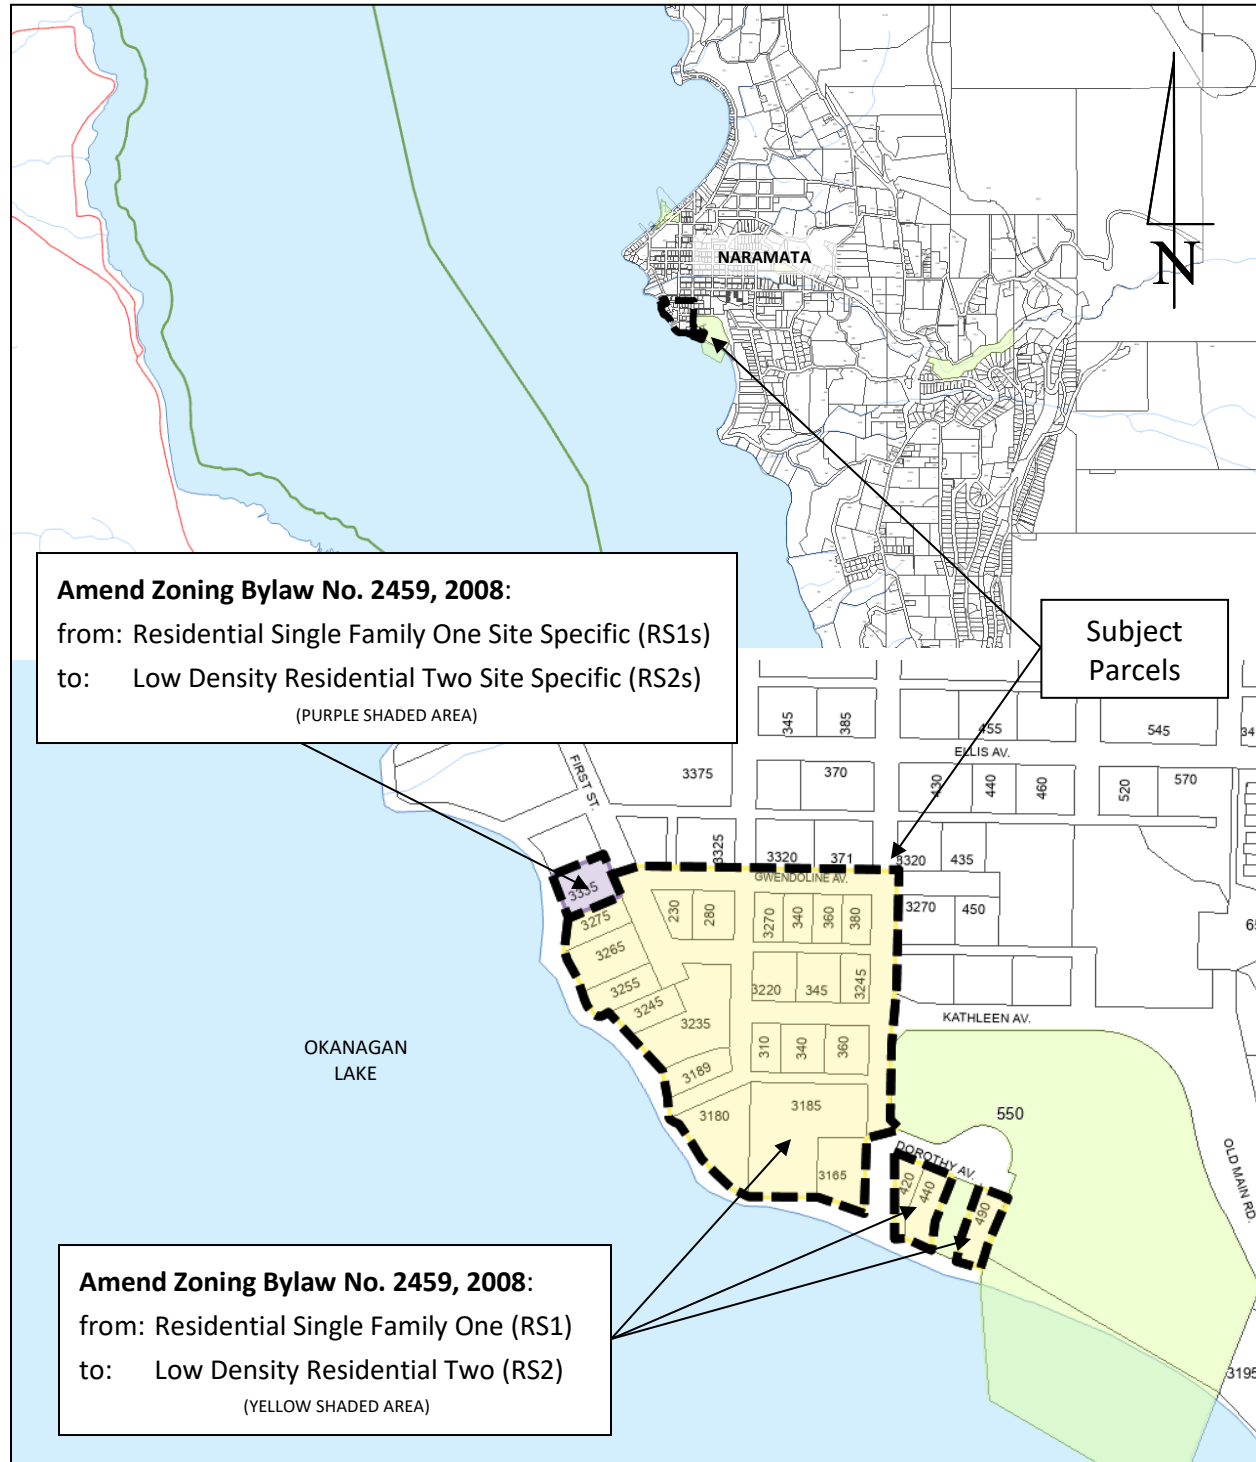 NARAMATA
N
Amend Zoning Bylaw No. 2459, 2008:
from: Residential Single Family One Site Specific (RS1s)
to: Low Density Residential Two Site Specific (RS2s)
(PURPLE SHADED AREA)
Subject
Parcels
345
385
455
545
34
ELLIS AV.
FIRST ST.
3375
370
430
440
460
520
570
3325
3320
371
3320
435
GWENDOLINE AV.
3335
3275
230
280
3270
340
360
380
3270
450
3265
3255
3245
3220
345
3245
65
3235
KATHLEEN AV.
OKANAGAN
LAKE
310
340
360
3189
3180
3185
550
DOROTHY AV.
OLD MAIN RD.
3165
420
440
490
Amend Zoning Bylaw No. 2459, 2008:
from: Residential Single Family One (RS1)
to: Low Density Residential Two (RS2)
(YELLOW SHADED AREA)
3195